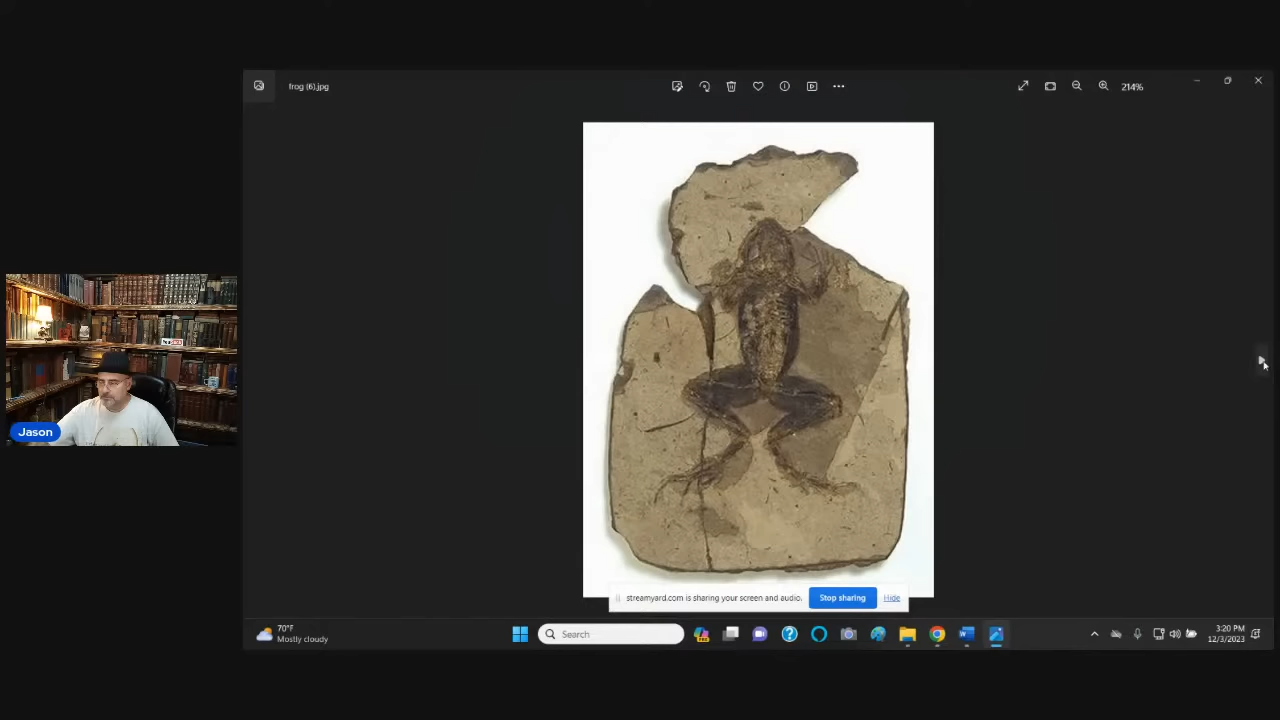 frog (6).jpg
214%
Jason
streamyard.com is sharing your screen and audio.
Stop sharing
Hide
70°F
Mostly cloudy
Search
3:20 PM
12/3/2023